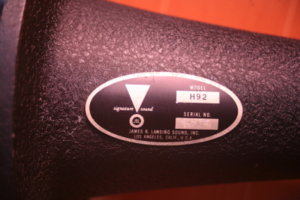 MODEL
H92
signature sound
SERIAL NO.
JAMES B. LANSING SOUND, INC.
LOS ANGELES, CALIF., U.S.A.